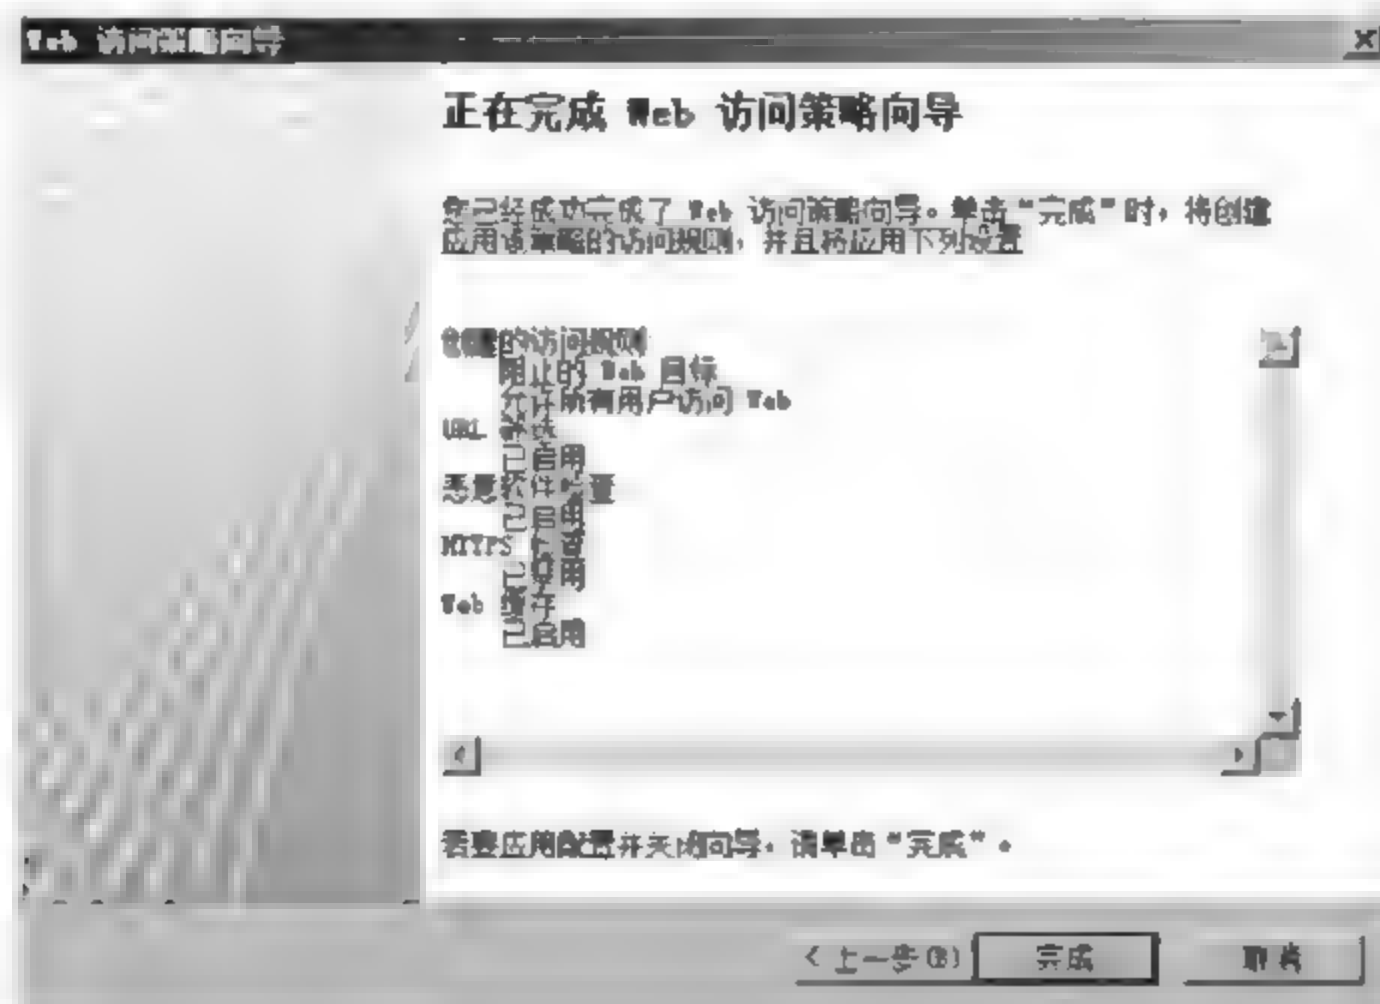 Web 访问策略向导
正在完成 Web 访问策略向导
您已经成功完成了 Web 访问策略向导。单击“完成”时，将创建
应用该策略的访问规则，并且将应用下列设置
创建的访问规则
阻止的 Web 目标
允许所有用户访问 Web
URL 筛选
已启用
恶意软件检查
已启用
HTTPS 检查
已禁用
Web 缓存
已启用
若要应用配置并关闭向导，请单击“完成”。
< 上一步(B)
完成
取消